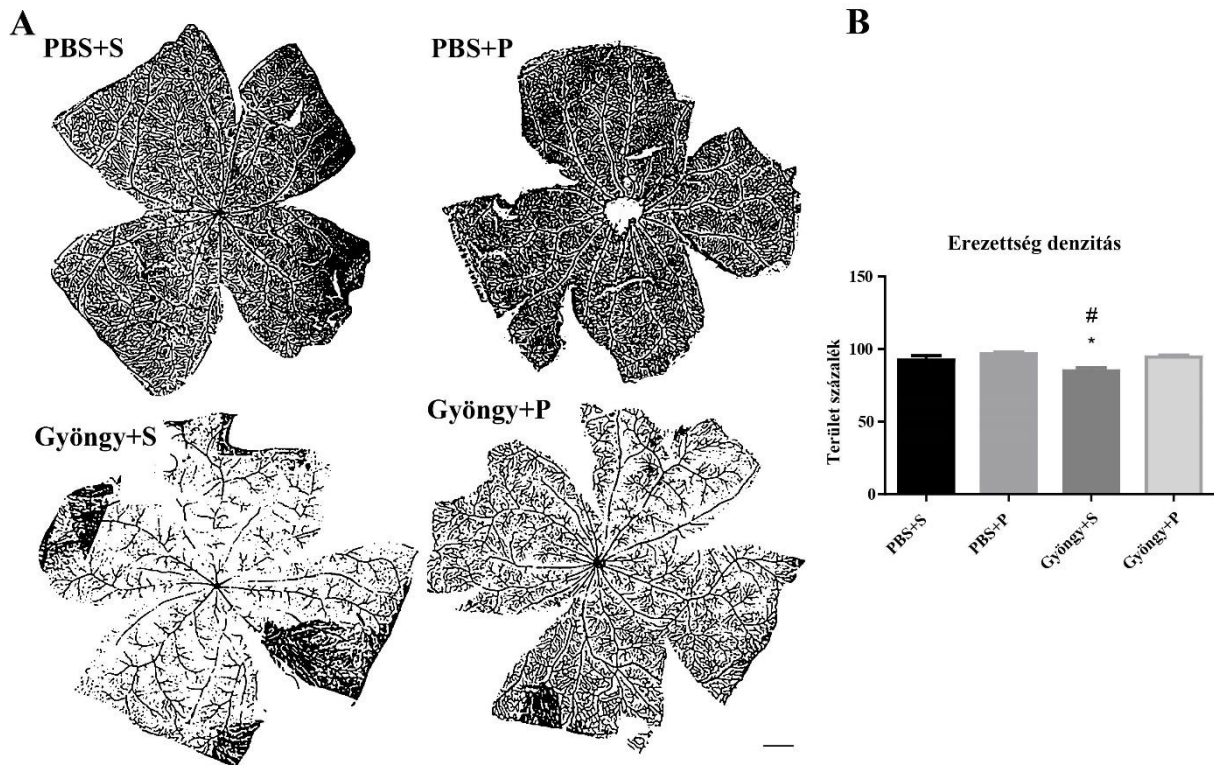 A
PBS+S
PBS+P
Gyöngy+S
Gyöngy+P
B
Erezettség denzitás
Terület százalék
150
100
50
0
#
*
PBS+S
PBS+P
Gyöngy+S
Gyöngy+P